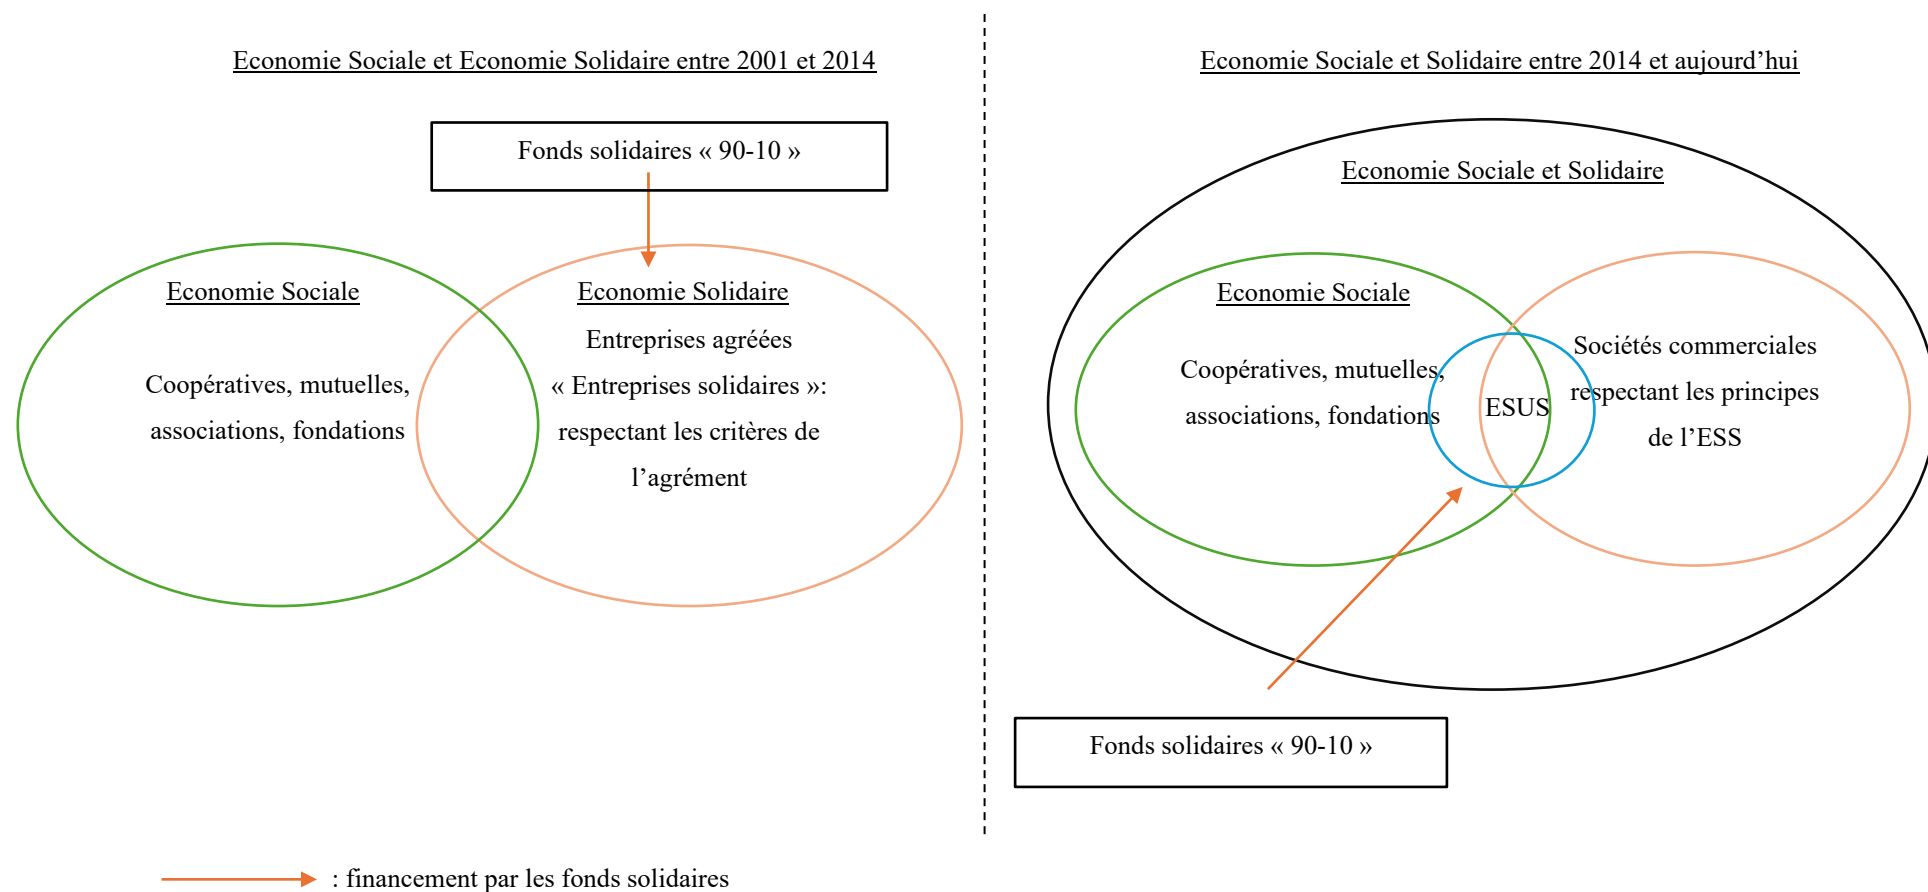 Economie Sociale et Economie Solidaire entre 2001 et 2014
Fonds solidaires « 90-10 »
Economie Sociale
Coopératives, mutuelles,
associations, fondations
Economie Solidaire
Entreprises agréées
« Entreprises solidaires »:
respectant les critères de
l’agrément
Economie Sociale et Solidaire entre 2014 et aujourd’hui
Economie Sociale et Solidaire
Economie Sociale
Coopératives, mutuelles,
associations, fondations
ESUS
Sociétés commerciales
respectant les principes
de l’ESS
Fonds solidaires « 90-10 »
: financement par les fonds solidaires